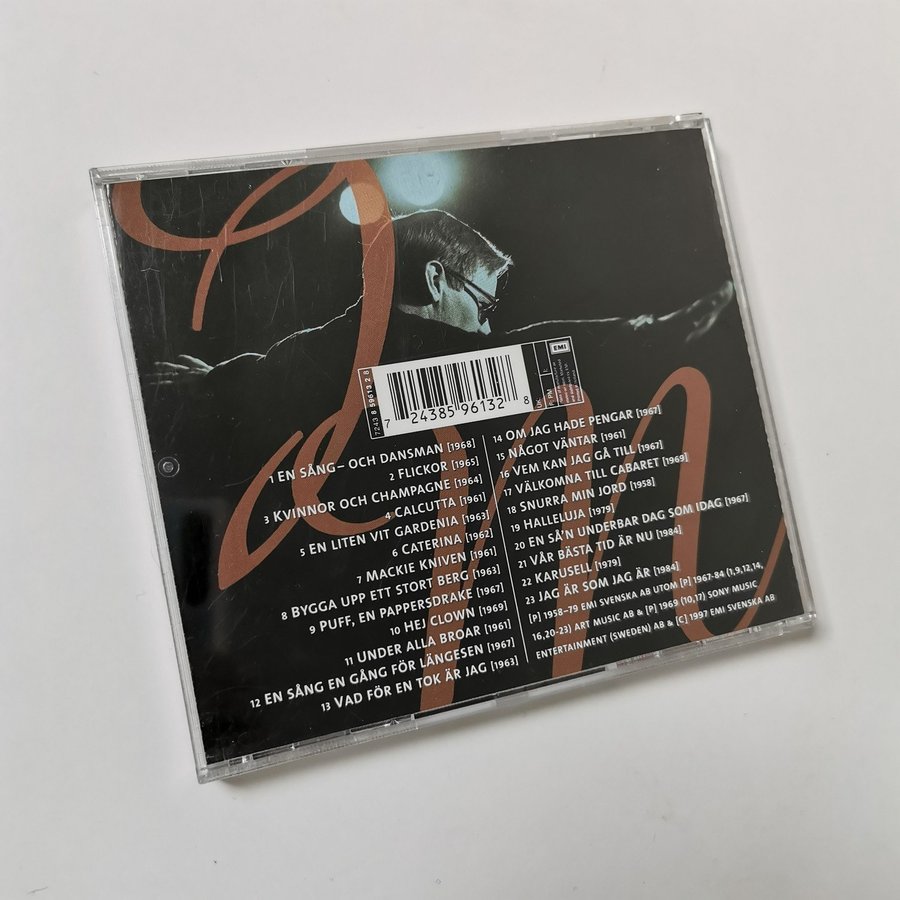 EMI
7243 8 59613 2 8
UK:
F: PM
7 24385 96132 8
1 EN SÅNG– OCH DANSMAN [1968]
2 FLICKOR [1965]
3 KVINNOR OCH CHAMPAGNE [1964]
4 CALCUTTA [1961]
5 EN LITEN VIT GARDENIA [1963]
6 CATERINA [1962]
7 MACKIE KNIVEN [1961]
8 BYGGA UPP ETT STORT BERG [1963]
9 PUFF, EN PAPPERSDRAKE [1967]
10 HEJ CLOWN [1969]
11 UNDER ALLA BROAR [1961]
12 EN SÅNG EN GÅNG FÖR LÄNGESEN [1967]
13 VAD FÖR EN TOK ÄR JAG [1963]
14 OM JAG HADE PENGAR [1967]
15 NÅGOT VÄNTAR [1961]
16 VEM KAN JAG GÅ TILL [1967]
17 VÄLKOMNA TILL CABARET [1969]
18 SNURRA MIN JORD [1958]
19 HALLELUJA [1979]
20 EN SÅ'N UNDERBAR DAG SOM IDAG [1967]
21 VÅR BÄSTA TID ÄR NU [1984]
22 KARUSELL [1979]
23 JAG ÄR SOM JAG ÄR [1984]
[P] 1958–79 EMI SVENSKA AB UTOM [P] 1967-84 (1,9,12,14,
16,20-23) ART MUSIC AB & [P] 1969 (10,17) SONY MUSIC
ENTERTAINMENT (SWEDEN) AB & [C] 1997 EMI SVENSKA AB